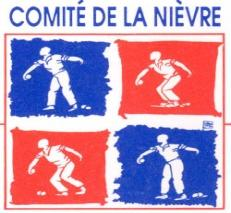 COMITÉ DE LA NIÈVRE